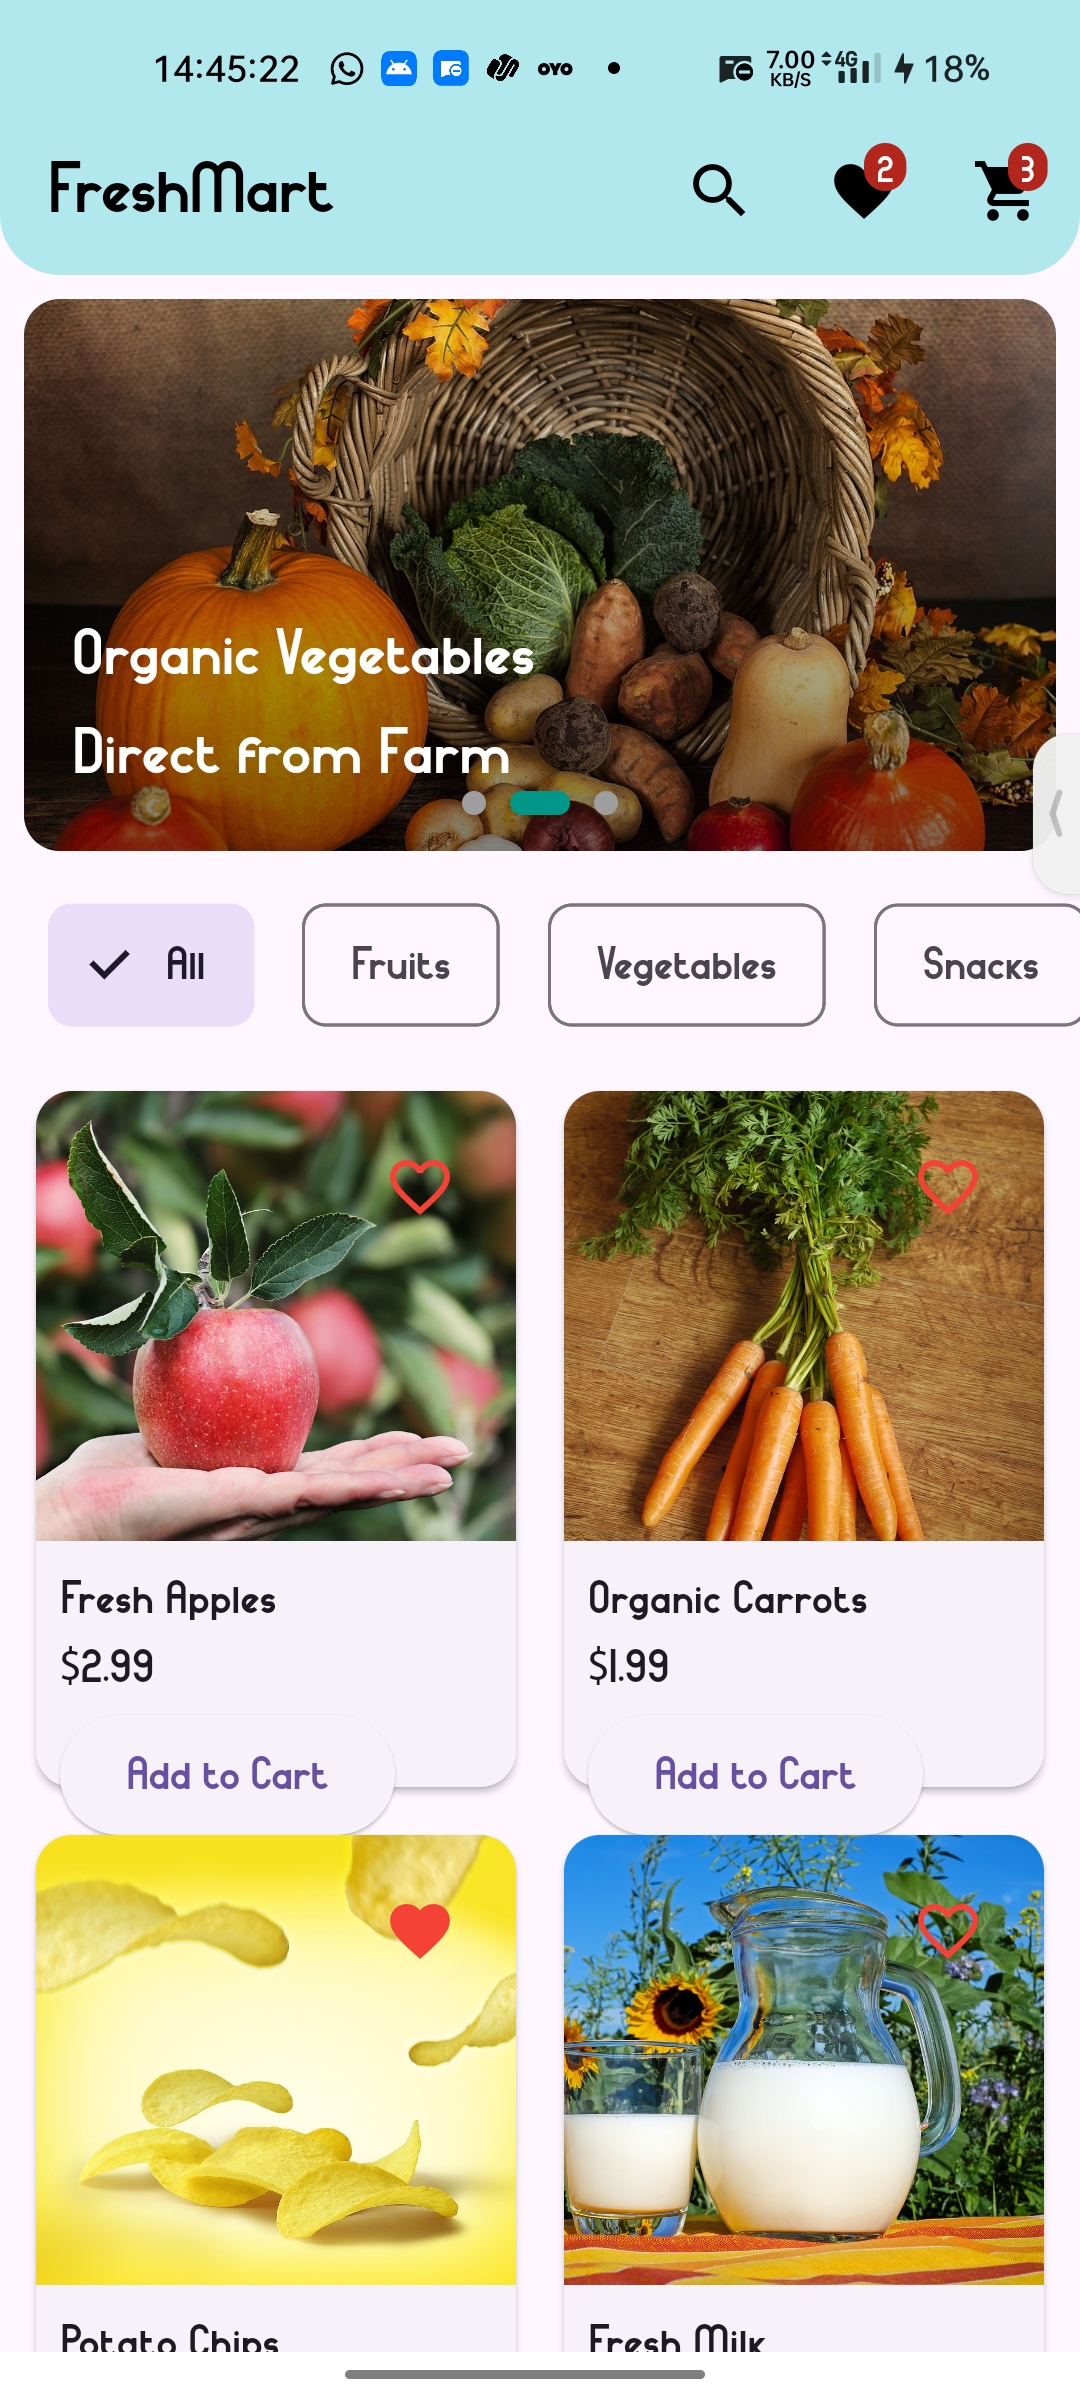 14:45:22
OYO
7.00
KB/S
4G
18%
FreshMart
2
3
Organic Vegetables
Direct from Farm
All
Fruits
Vegetables
Snacks
Fresh Apples
$2.99
Add to Cart
Organic Carrots
$1.99
Add to Cart
Potato Chips
Fresh Milk